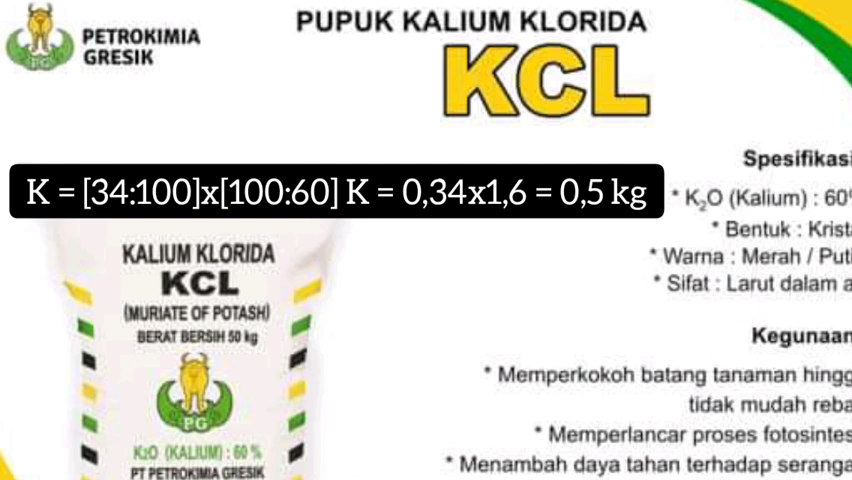 PETROKIMIA
GRESIK
PUPUK KALIUM KLORIDA
KCL
K = [34:100]x[100:60] K = 0,34x1,6 = 0,5 kg
Spesifikasi
* K₂O (Kalium) : 60%
* Bentuk : Krist
* Warna : Merah / Puti
* Sifat : Larut dalam a
Kegunaan
* Memperkokoh batang tanaman hingg
tidak mudah reba
* Memperlancar proses fotosintes
* Menambah daya tahan terhadap seranga
KALIUM KLORIDA
KCL
(MURIATE OF POTASH)
BERAT BERSIH 50 kg
PG
K2O (KALIUM) : 60 %
PT PETROKIMIA GRESIK